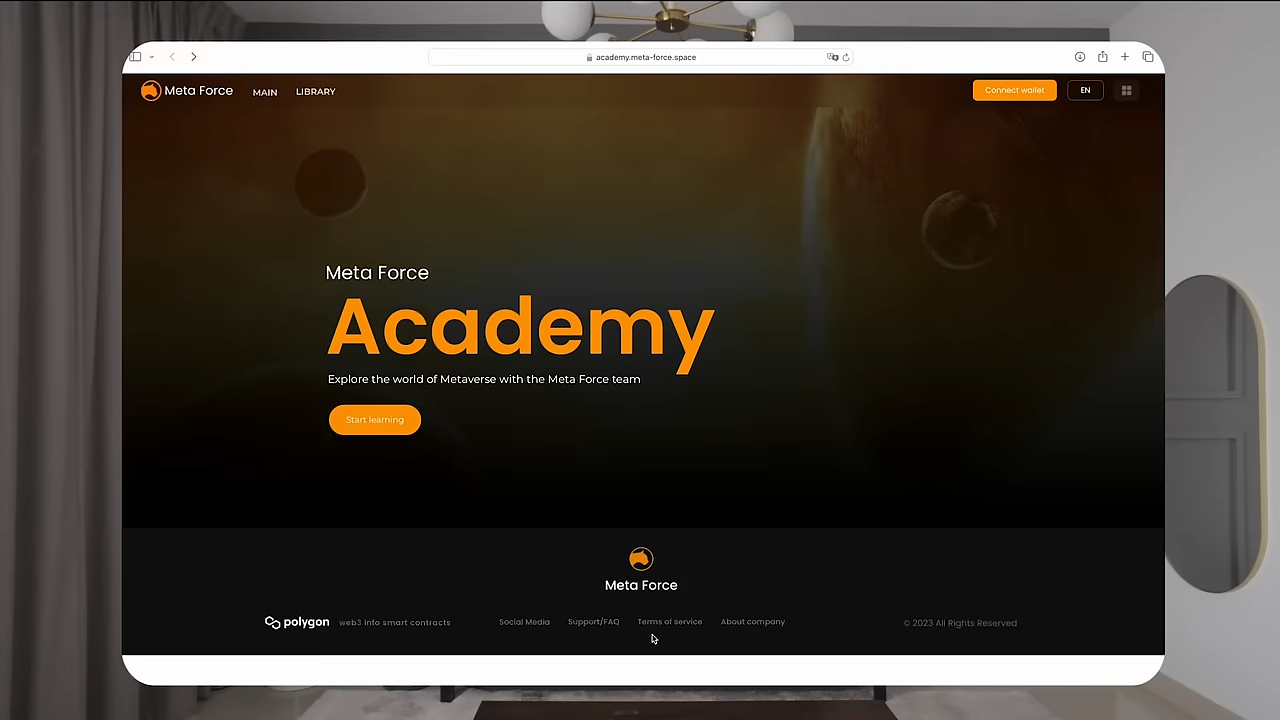 academy.meta-force.space
Meta Force MAIN LIBRARY Connect wallet EN
Meta Force
Academy
Explore the world of Metaverse with the Meta Force team
Start learning
Meta Force
polygon web3 info smart contracts Social Media Support/FAQ Terms of service About company © 2023 All Rights Reserved